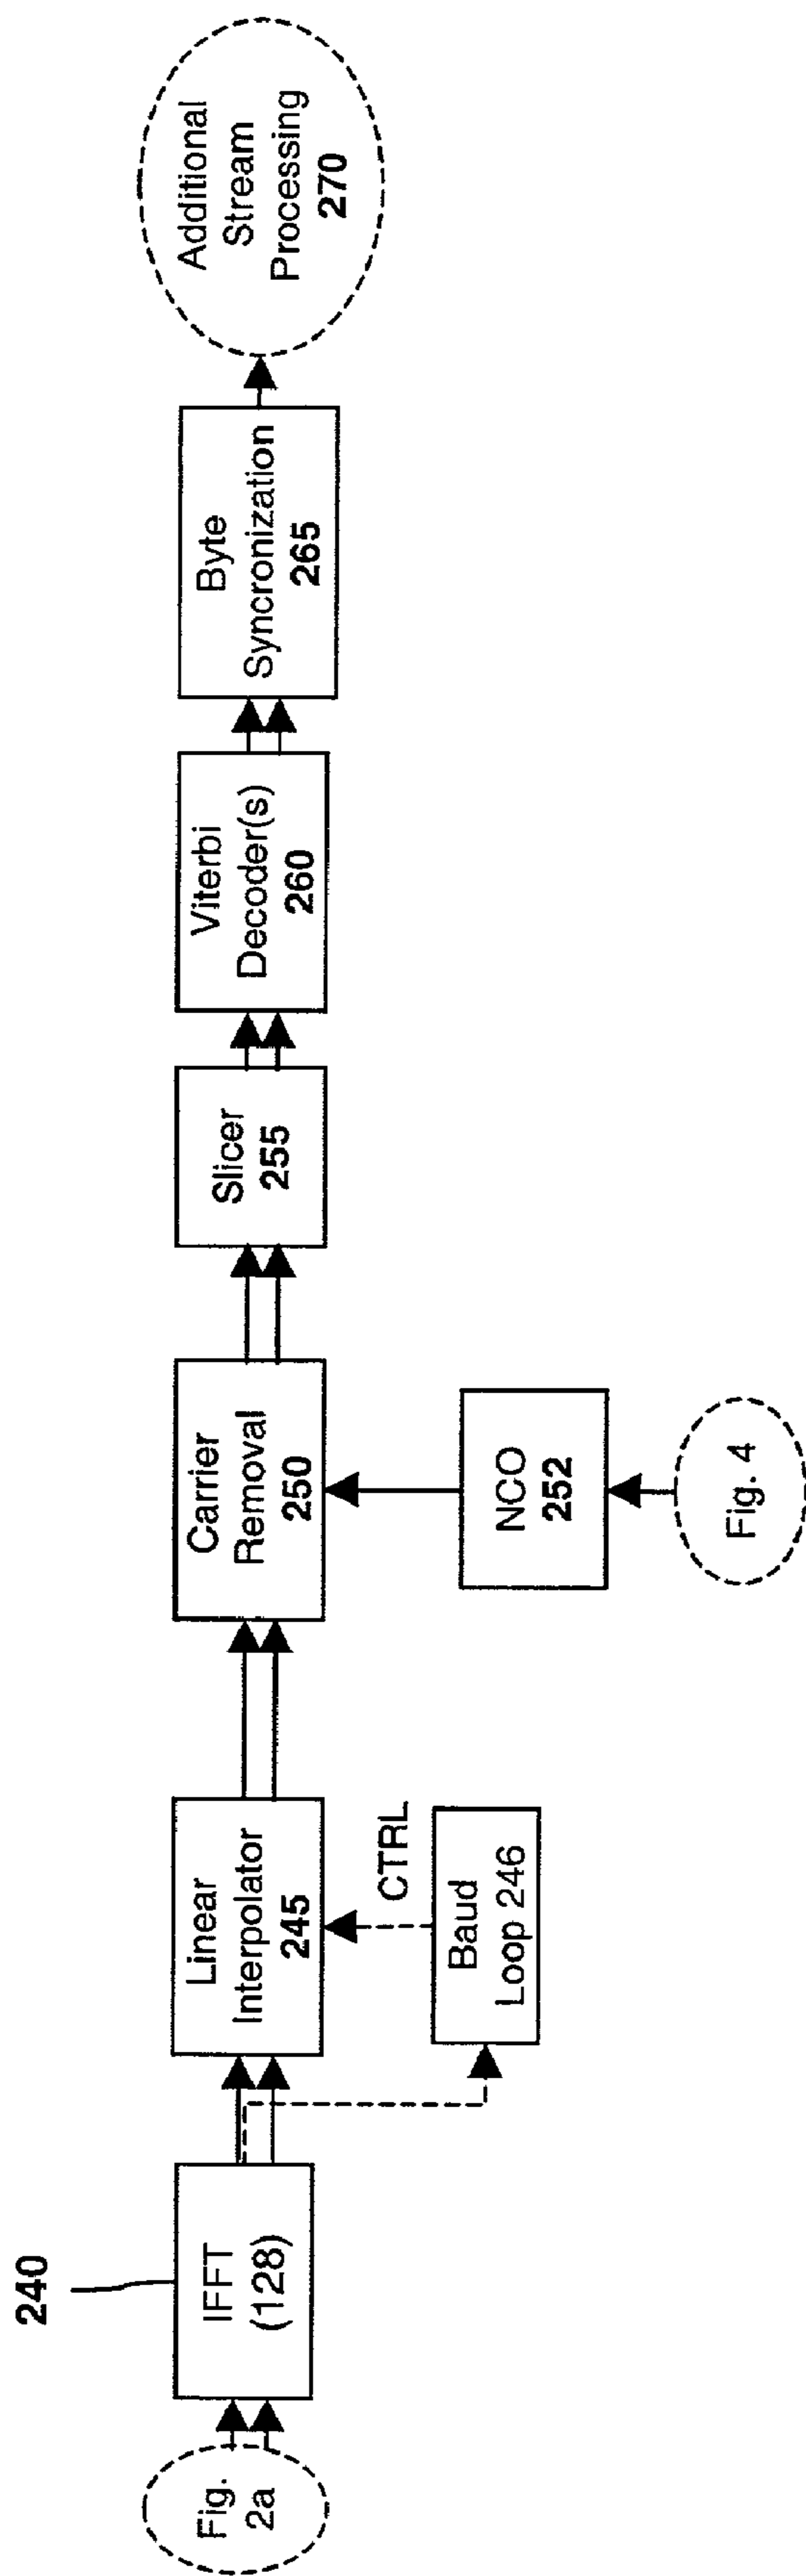 Fig.
2a
240
IFFT
(128)
Linear
Interpolator
245
CTRL
Baud
Loop 246
Carrier
Removal
250
NCO
252
Fig. 4
Slicer
255
Viterbi
Decoder(s)
260
Byte
Syncronization
265
Additional
Stream
Processing
270